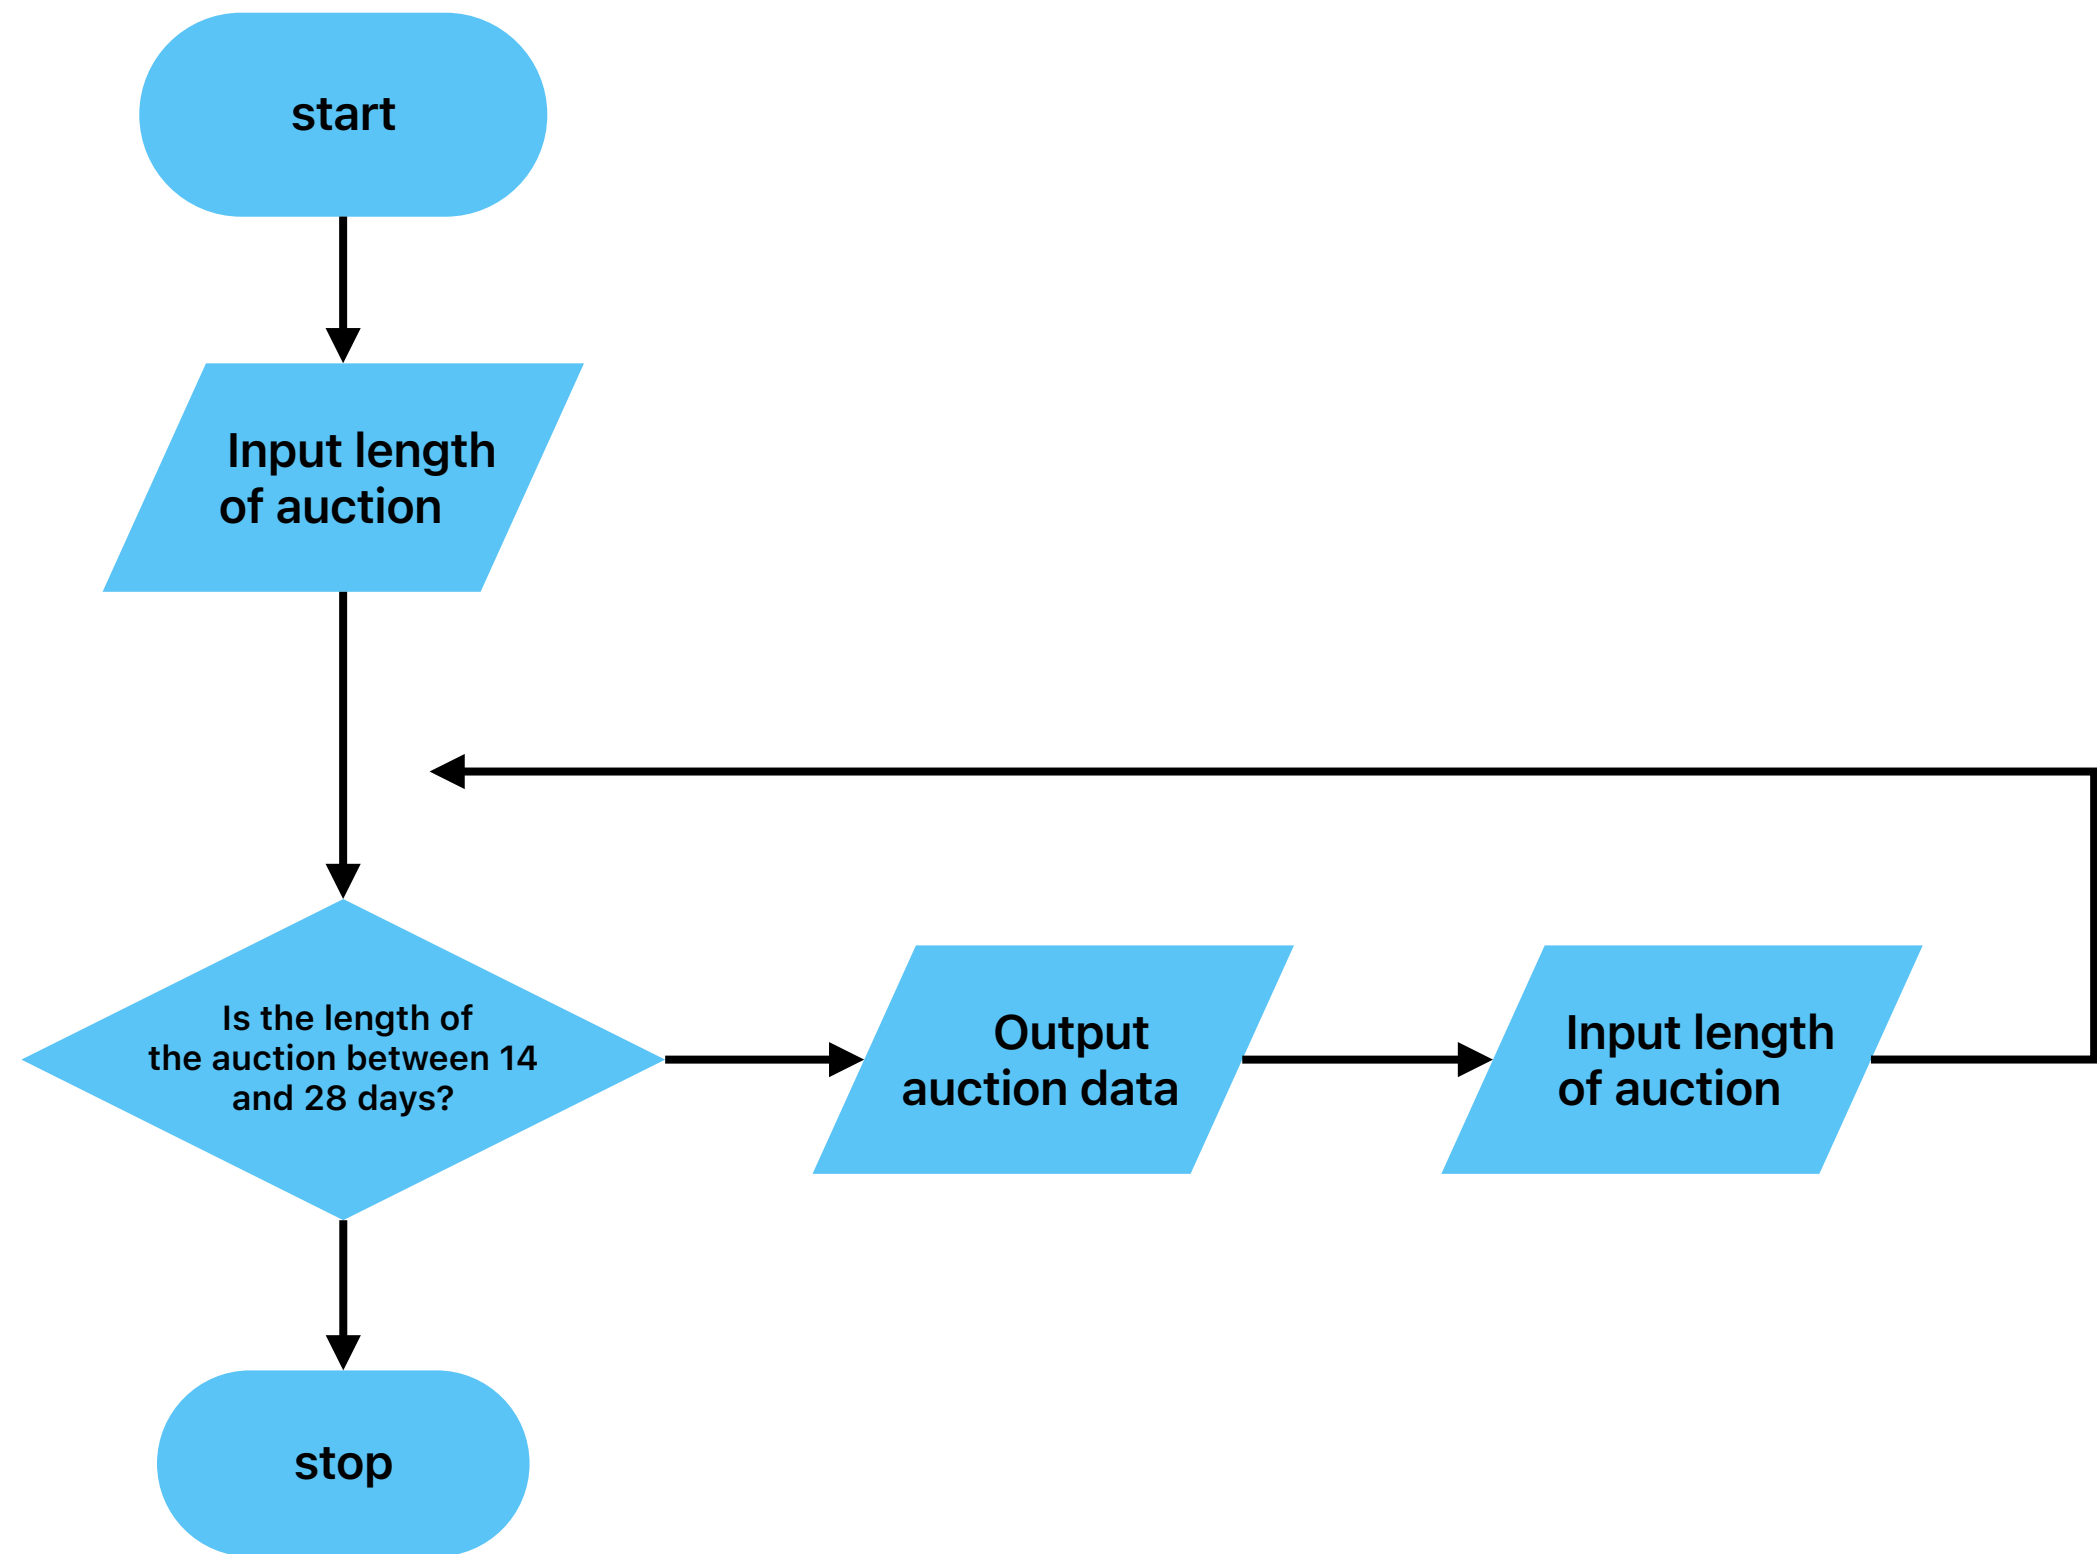 start
Input length
of auction
Is the length of
the auction between 14
and 28 days?
Output
auction data
Input length
of auction
stop